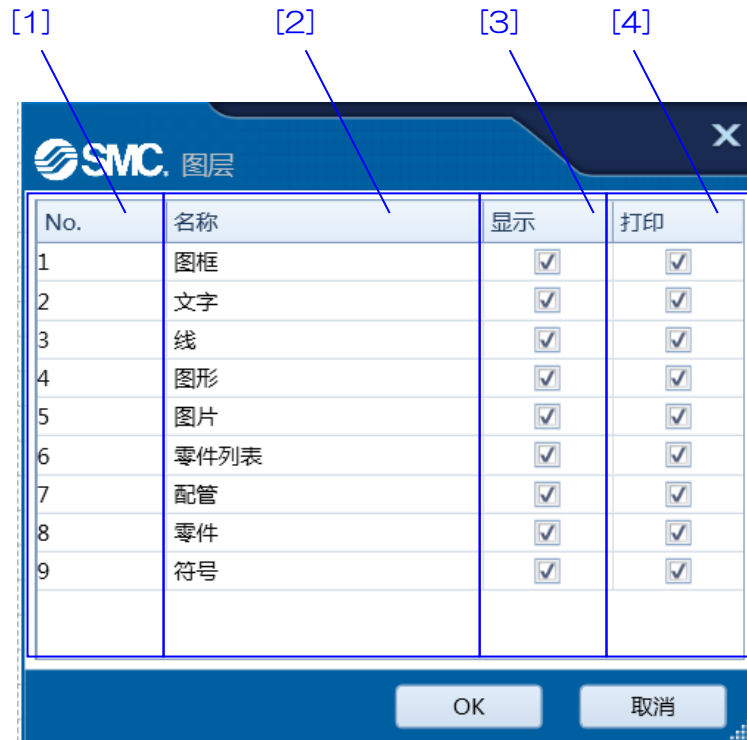 [1] [2] [3] [4]
SMC. 图层
No. 名称 显示 打印
1 图框
2 文字
3 线
4 图形
5 图片
6 零件列表
7 配管
8 零件
9 符号
OK 取消